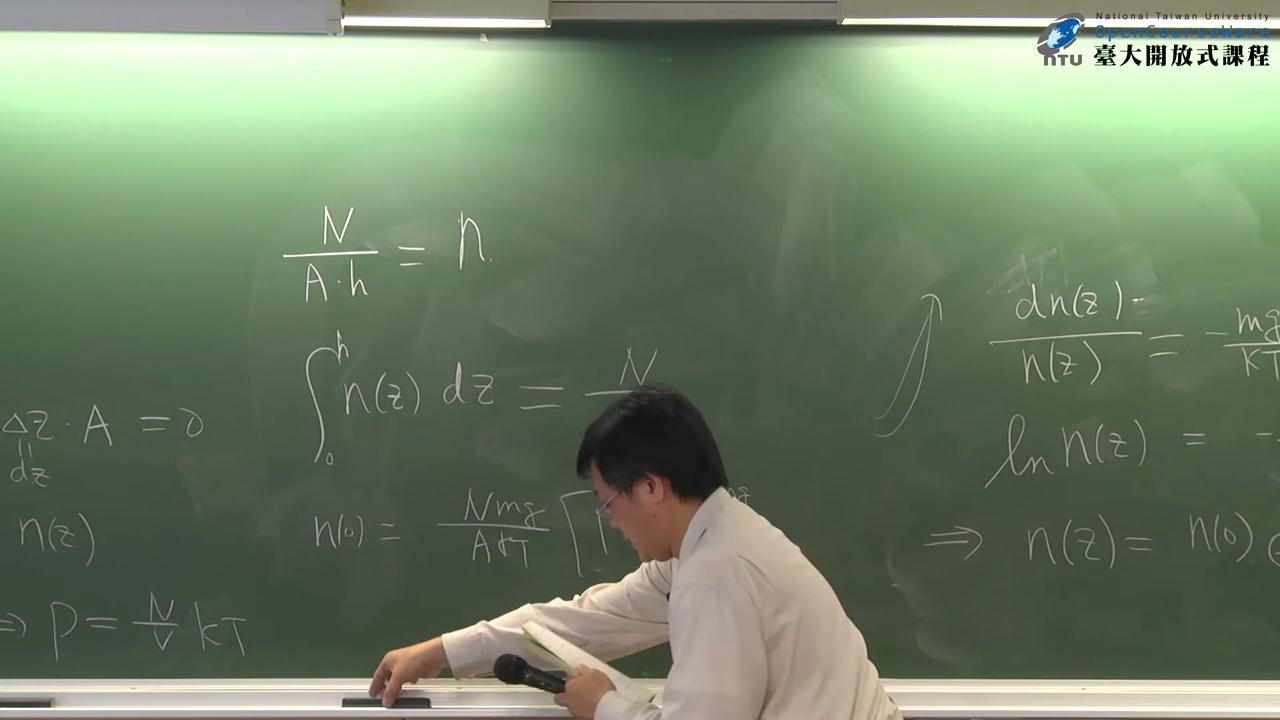 National Taiwan University
OpenCourseWare
NTU 臺大開放式課程
N / A·h = n
∫₀ʰ n(z) dz = N
Δz · A = 0
dz
n(z)
n(0) = Nmg / AkT [
⇒ P = N/V kT
dn(z) / n(z) = - mg / kT
ln n(z) = -
⇒ n(z) = n(0)